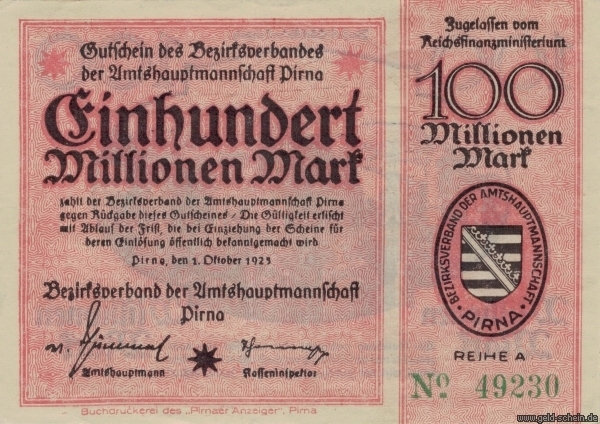 Gutschein des Bezirksverbandes
der Amtshauptmannschaft Pirna
Einhundert
Millionen Mark
zahlt der Bezirksverband der Amtshauptmannschaft Pirna
gegen Rückgabe dieses Gutscheines / Die Gültigkeit erlischt
mit Ablauf der Frist, die bei Einziehung der Scheine für
deren Einlösung öffentlich bekanntgemacht wird
Pirna, den 1. Oktober 1923
Bezirksverband der Amtshauptmannschaft
Pirna
Amtshauptmann
Kasseninspektor
Buchdruckerei des „Pirnaer Anzeiger“, Pirna
Zugelassen vom
Reichsfinanzministerium
100
Millionen
Mark
BEZIRKSVERBAND DER AMTSHAUPTMANNSCHAFT
· PIRNA ·
REIHE A
No 49230
www.geld-schein.de